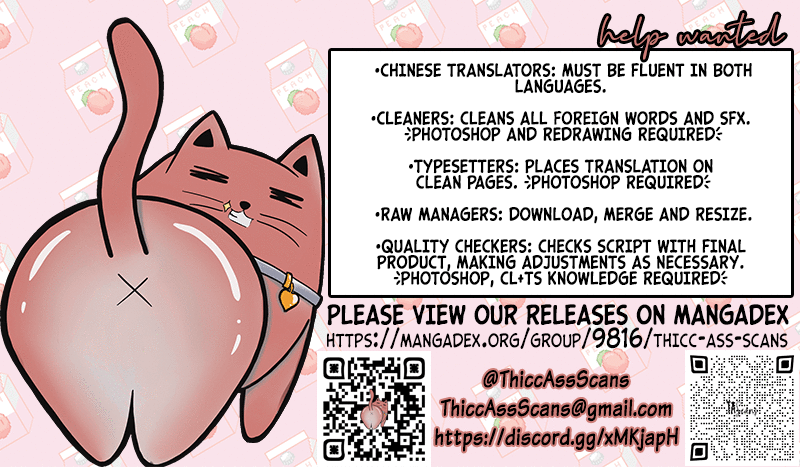 help wanted
•CHINESE TRANSLATORS: MUST BE FLUENT IN BOTH
LANGUAGES.
•CLEANERS: CLEANS ALL FOREIGN WORDS AND SFX.
PHOTOSHOP AND REDRAWING REQUIRED
•TYPESETTERS: PLACES TRANSLATION ON
CLEAN PAGES. PHOTOSHOP REQUIRED
•RAW MANAGERS: DOWNLOAD, MERGE AND RESIZE.
•QUALITY CHECKERS: CHECKS SCRIPT WITH FINAL
PRODUCT, MAKING ADJUSTMENTS AS NECESSARY.
PHOTOSHOP, CL+TS KNOWLEDGE REQUIRED
PLEASE VIEW OUR RELEASES ON MANGADEX
HTTPS://MANGADEX.ORG/GROUP/9816/THICC-ASS-SCANS
@ThiccAssScans
ThiccAssScans@gmail.com
https://discord.gg/xMKjapH
PEACH
PEACH